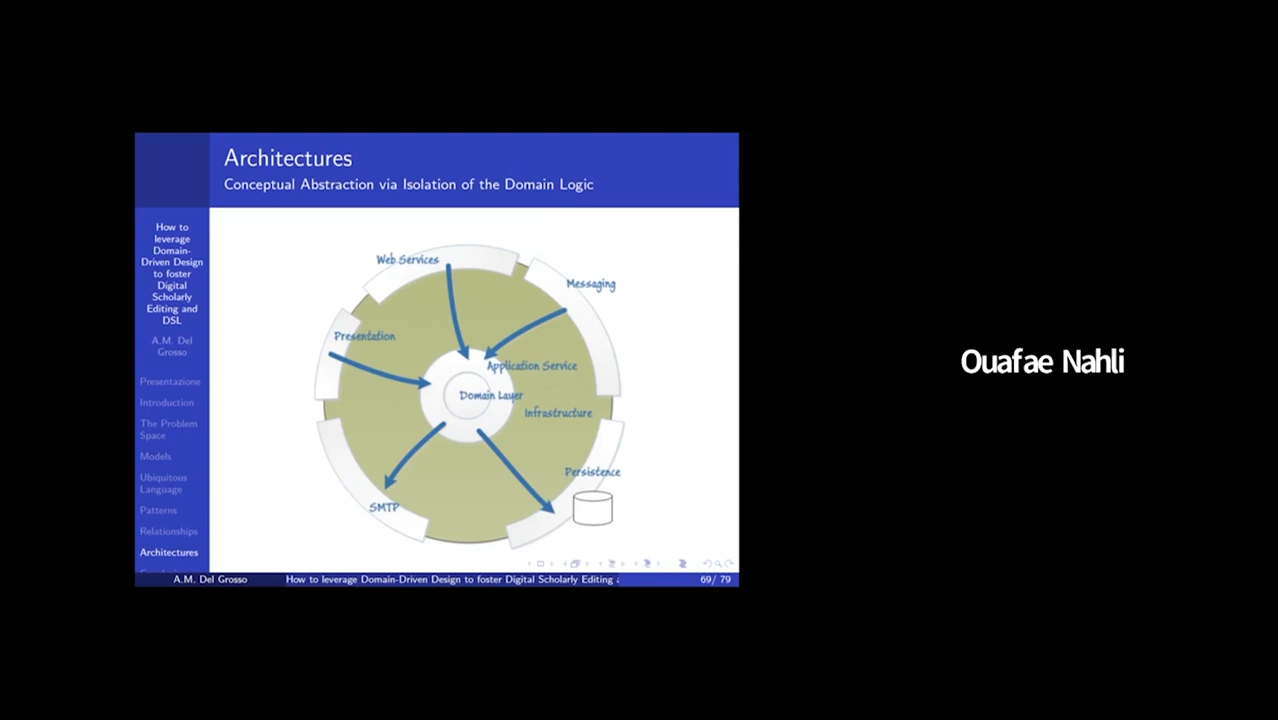 Architectures
Conceptual Abstraction via Isolation of the Domain Logic
How to
leverage
Domain-
Driven Design
to foster
Digital
Scholarly
Editing and
DSL
A.M. Del
Grosso
Presentazione
Introduction
The Problem
Space
Models
Ubiquitous
Language
Patterns
Relationships
Architectures
Web Services
Messaging
Presentation
Application Service
Domain Layer
Infrastructure
Persistence
SMTP
A.M. Del Grosso
How to leverage Domain-Driven Design to foster Digital Scholarly Editing
69/ 79
Ouafae Nahli